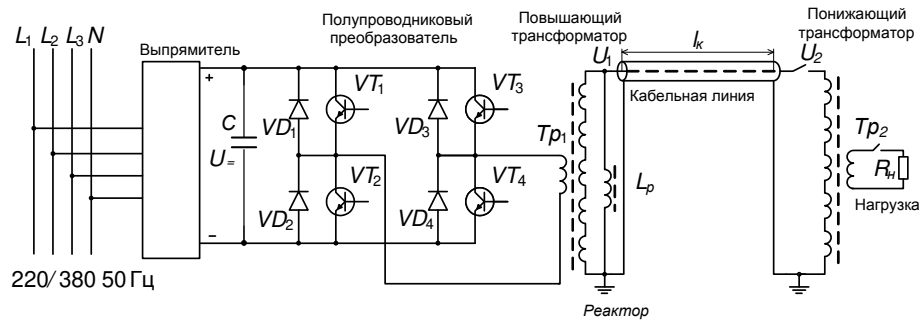 Полупроводниковый
преобразователь
Повышающий
трансформатор
Понижающий
трансформатор
L1 L2 L3 N
Выпрямитель
U1
lк
U2
+
VT1
VT3
Кабельная линия
C
VD1
VD3
Tp1
Tp2
U=
VT2
VT4
Lp
Rн
VD2
VD4
Нагрузка
–
220/380 50 Гц
Реактор